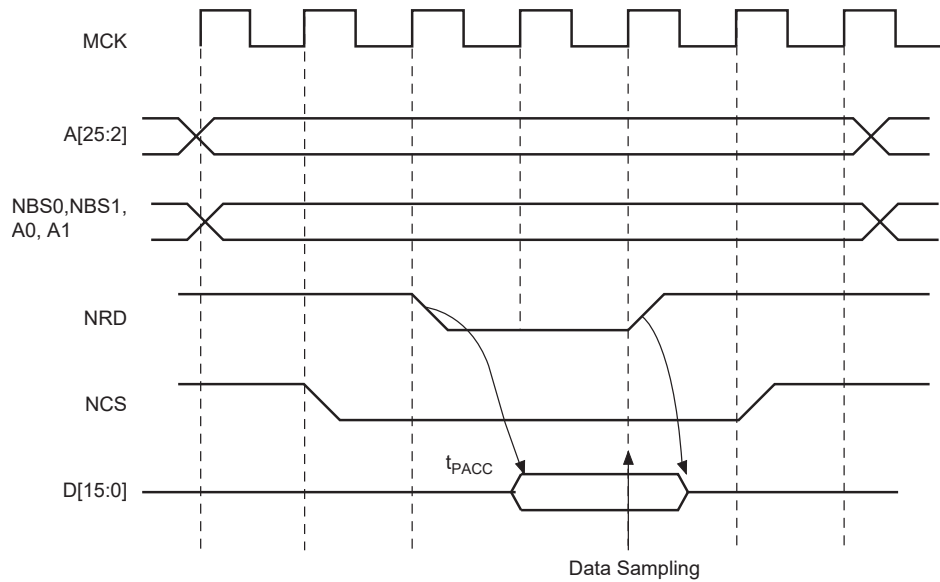 MCK
A[25:2]
NBS0,NBS1,
A0, A1
NRD
NCS
tPACC
D[15:0]
Data Sampling